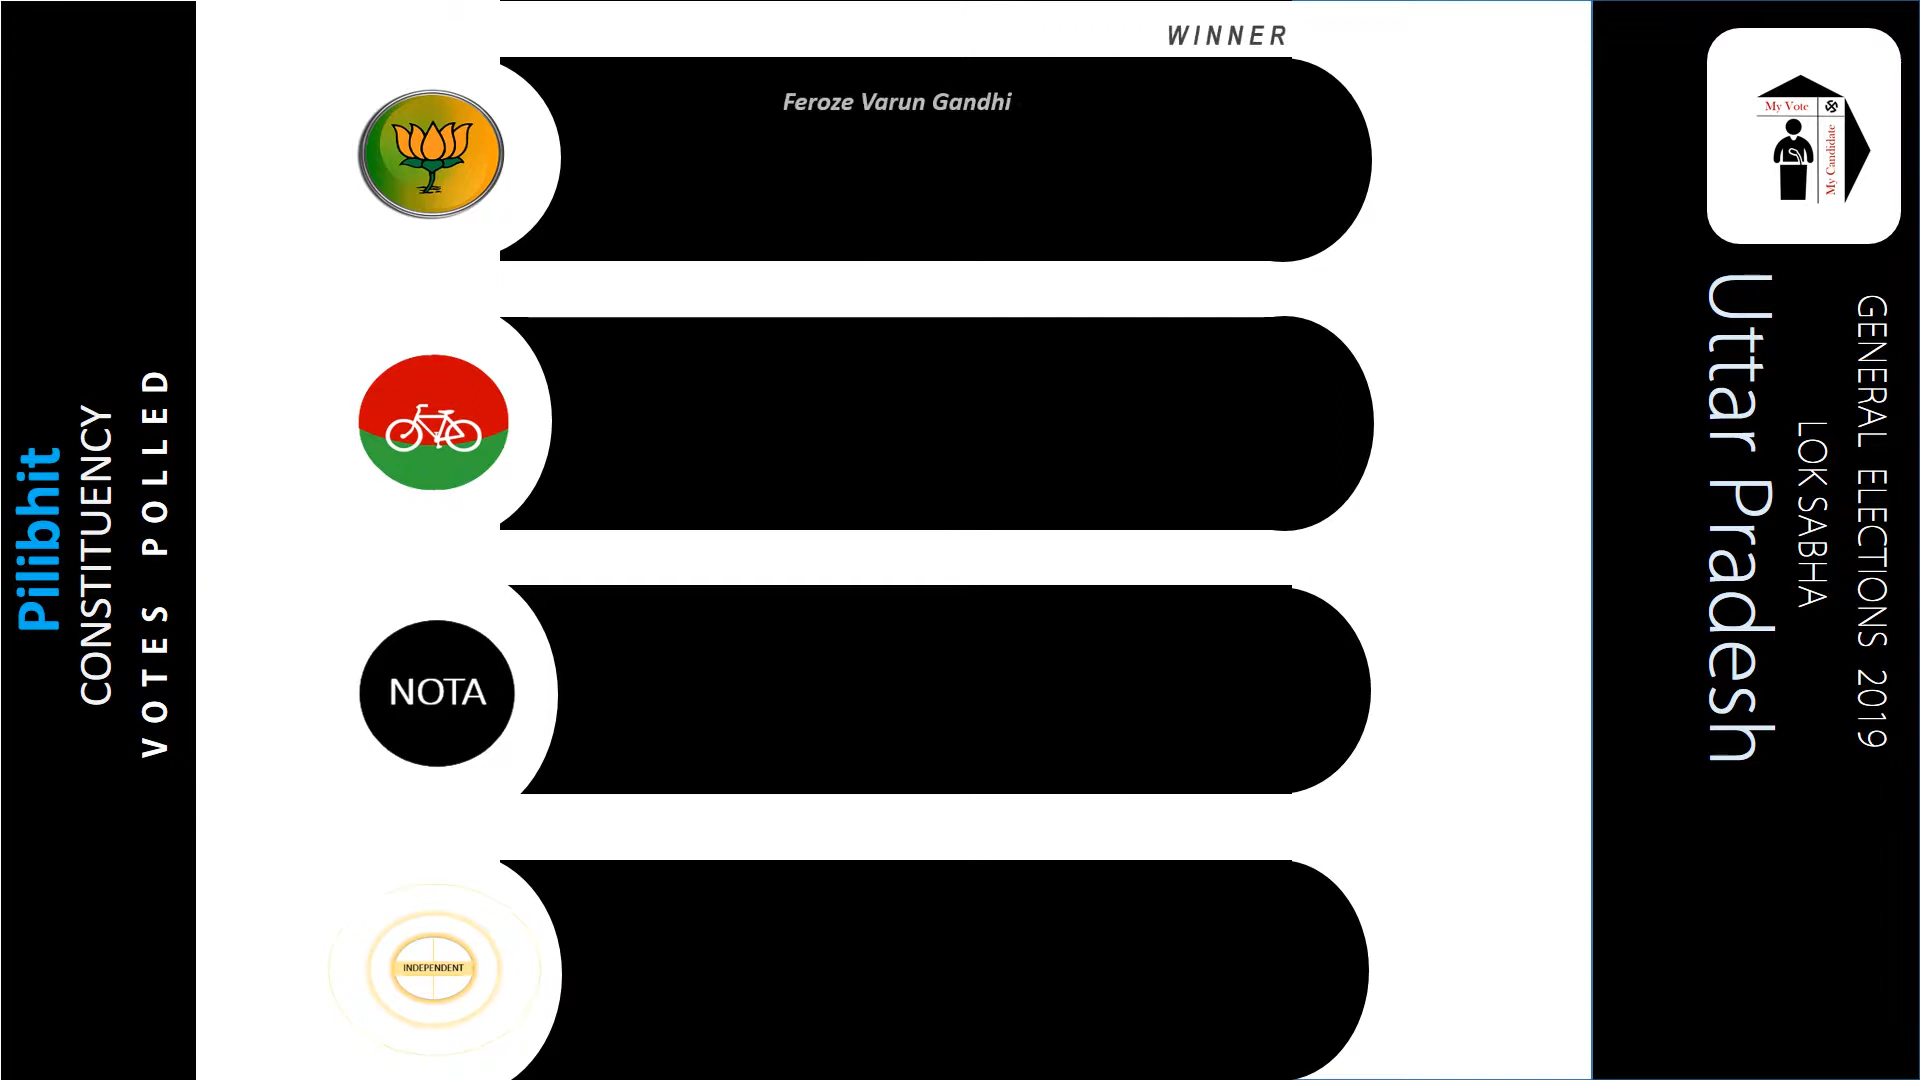 Pilibhit
CONSTITUENCY
VOTES POLLED
WINNER
Feroze Varun Gandhi
NOTA
INDEPENDENT
My Vote
My Candidate
GENERAL ELECTIONS 2019
LOK SABHA
Uttar Pradesh